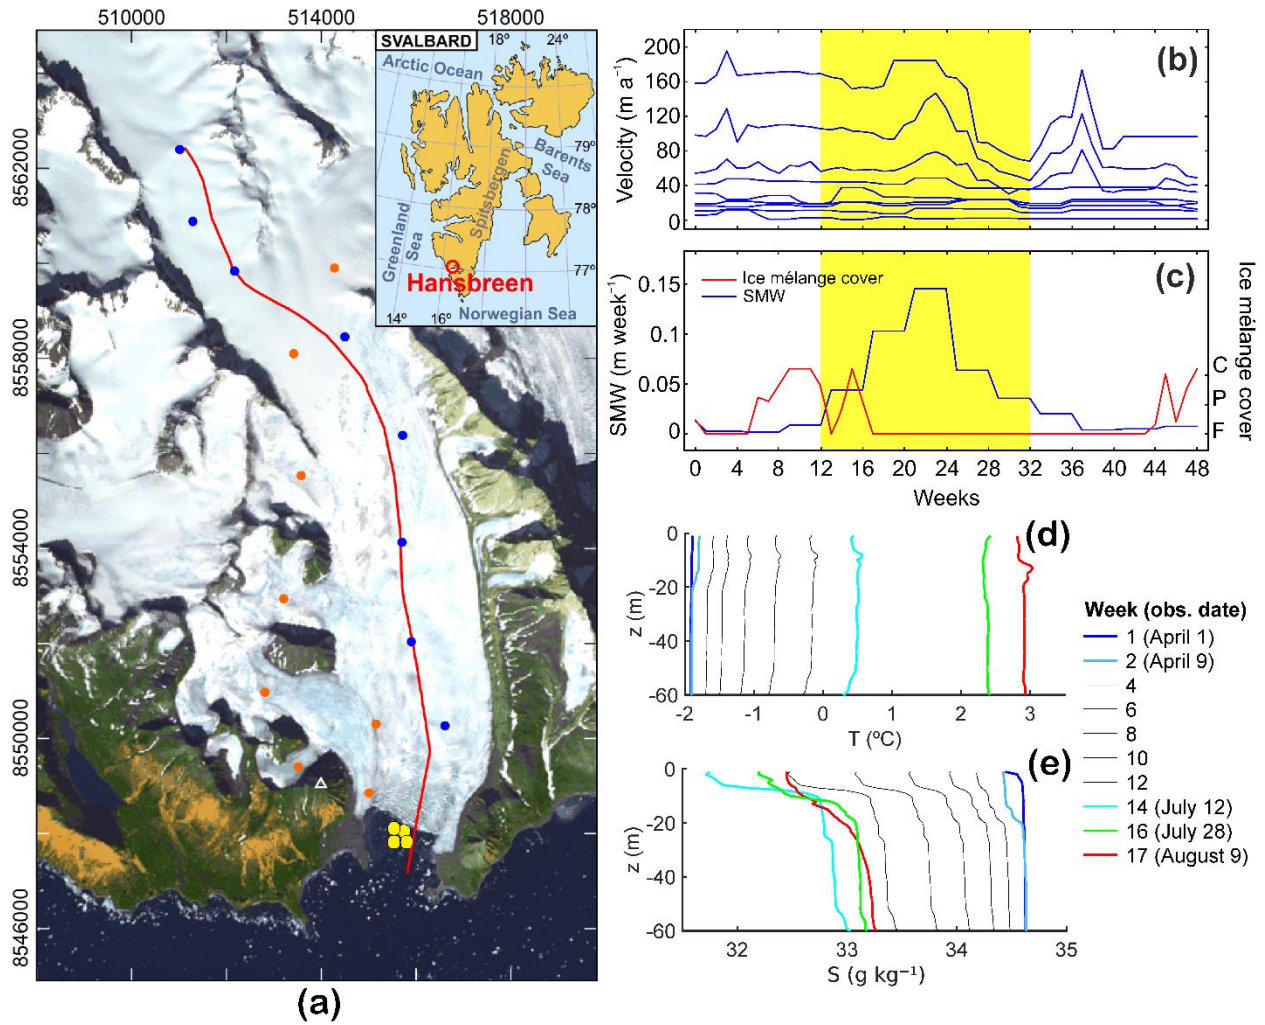 510000 514000 518000
8562000
8558000
8554000
8550000
8546000
SVALBARD
18° 24°
Arctic Ocean
79°
Barents
Sea
Spitsbergen
78°
Greenland
Sea
77°
Hansbreen
14° 16° Norwegian Sea
(a)
(b)
Velocity (m a⁻¹)
200
160
120
80
40
0
(c)
Ice mélange cover
SMW
SMW (m week⁻¹)
0.15
0.1
0.05
0
C
P
F
Ice mélange cover
0 4 8 12 16 20 24 28 32 36 40 44 48
Weeks
(d)
z (m)
0
-20
-40
-60
-2 -1 0 1 2 3
T (ºC)
(e)
z (m)
0
-20
-40
-60
32 33 34 35
S (g kg⁻¹)
Week (obs. date)
1 (April 1)
2 (April 9)
4
6
8
10
12
14 (July 12)
16 (July 28)
17 (August 9)